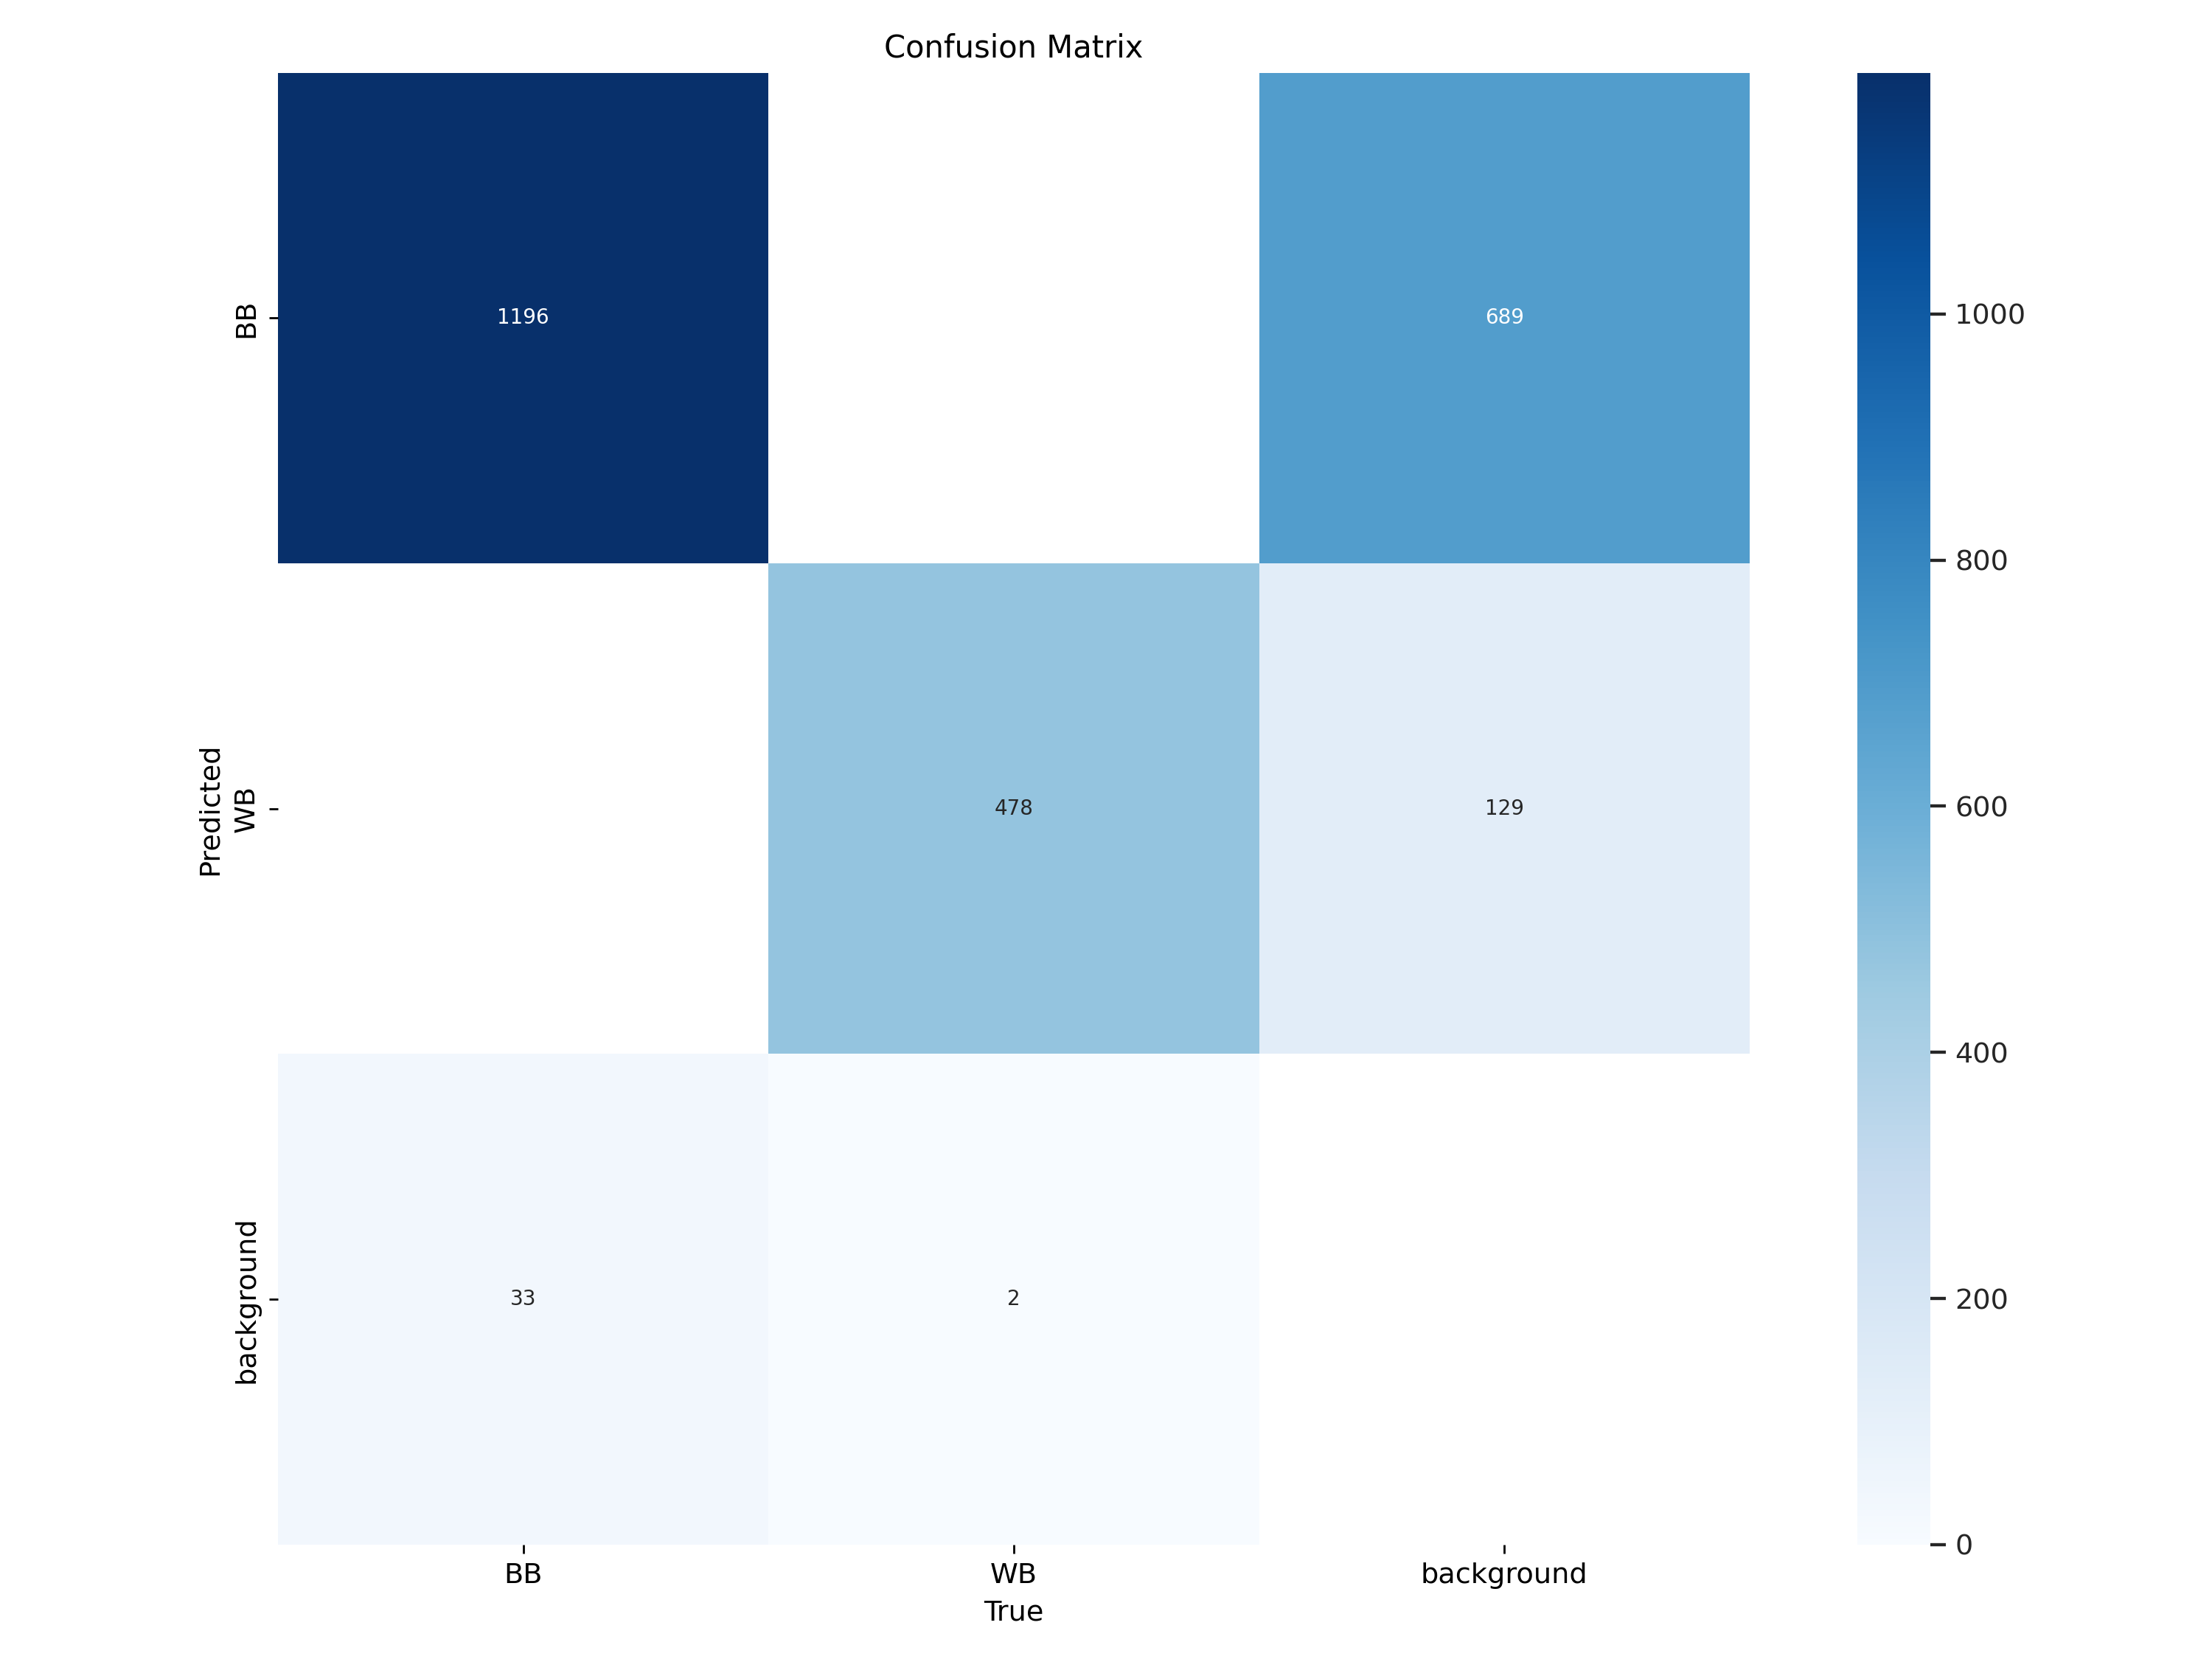 Confusion Matrix
BB
1196
689
1000
800
Predicted
WB
478
129
600
400
background
33
2
200
0
BB
WB
background
True